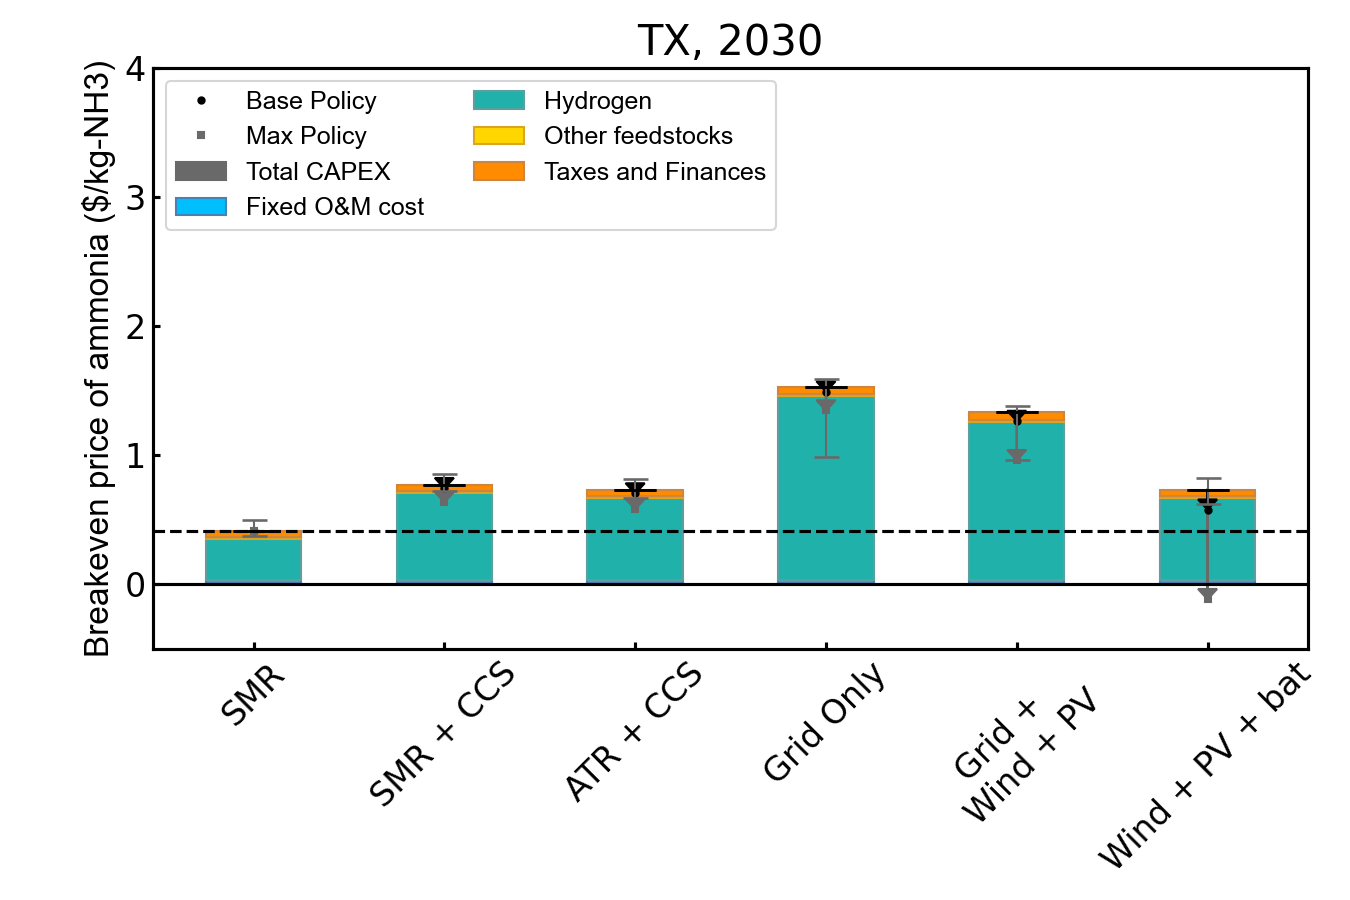 TX, 2030
Breakeven price of ammonia ($/kg-NH3)
4
3
2
1
0
Base Policy
Max Policy
Total CAPEX
Fixed O&M cost
Hydrogen
Other feedstocks
Taxes and Finances
SMR
SMR + CCS
ATR + CCS
Grid Only
Grid +
Wind + PV
Wind + PV + bat